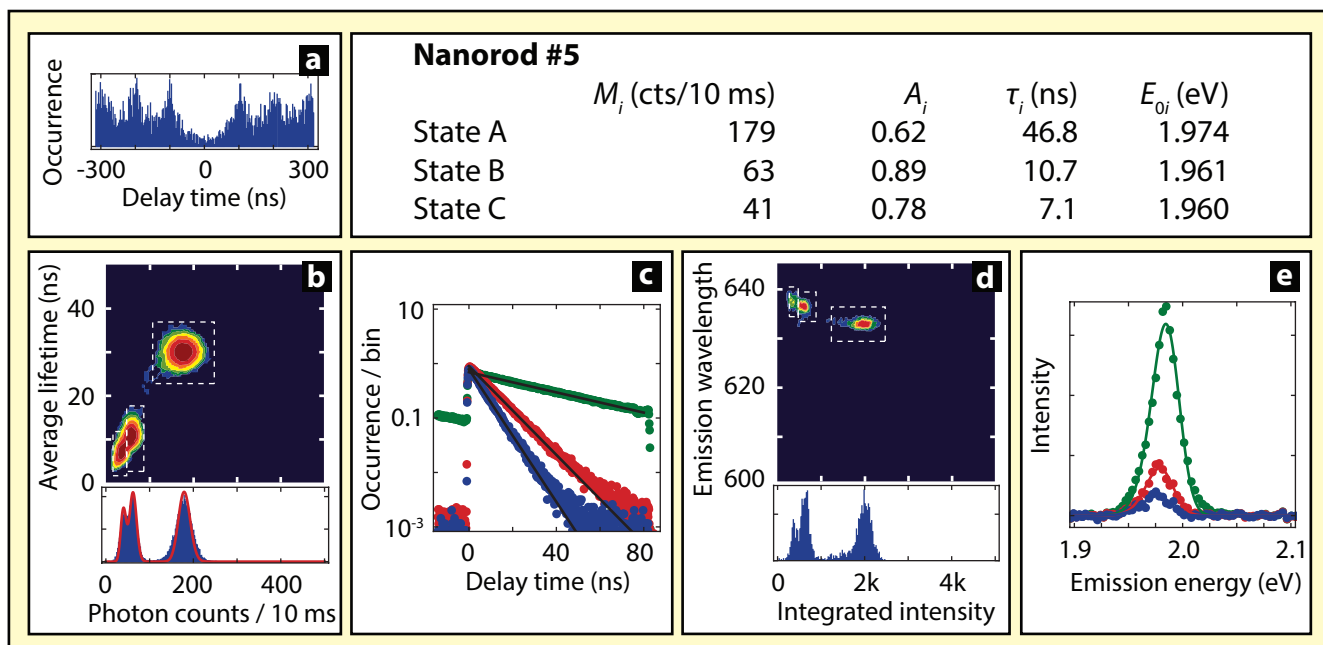 a
Occurrence
-300 0 300
Delay time (ns)
Nanorod #5
Mᵢ (cts/10 ms) Aᵢ τᵢ (ns) E₀ᵢ (eV)
State A 179 0.62 46.8 1.974
State B 63 0.89 10.7 1.961
State C 41 0.78 7.1 1.960
b
Average lifetime (ns)
40
20
0
0 200 400
Photon counts / 10 ms
c
Occurrence / bin
10
0.1
10⁻³
0 40 80
Delay time (ns)
d
Emission wavelength
640
620
600
0 2k 4k
Integrated intensity
e
Intensity
1.9 2.0 2.1
Emission energy (eV)